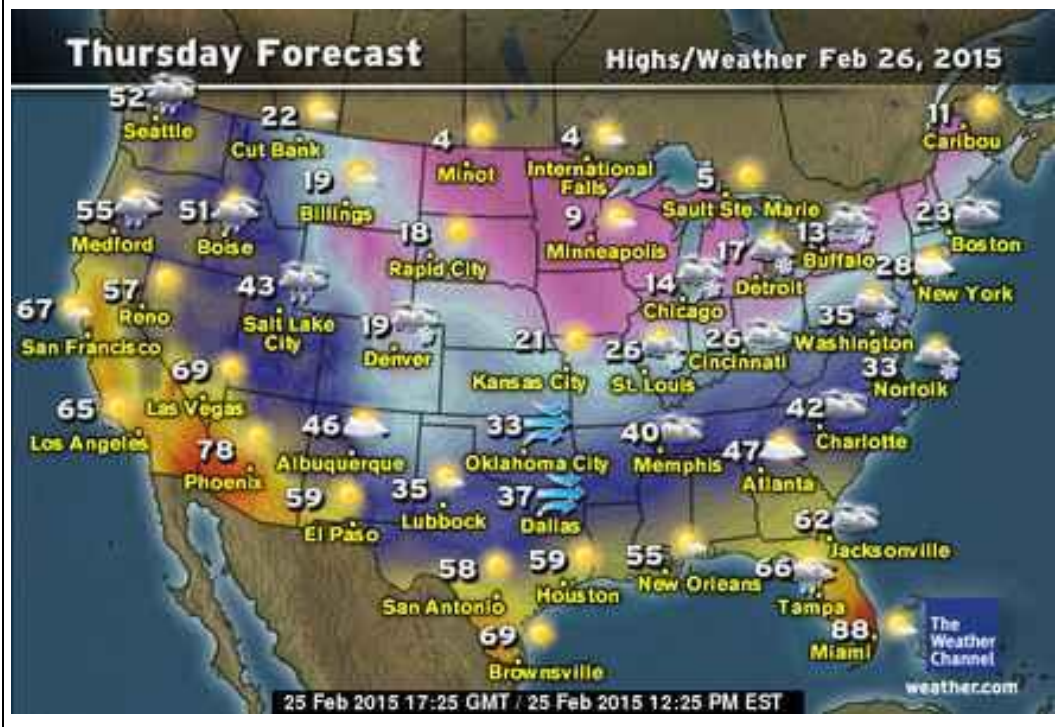 Thursday Forecast
Highs/Weather Feb 26, 2015
52
Seattle
22
Cut Bank
4
Minot
4
International
Falls
11
Caribou
19
Billings
5
Sault Ste. Marie
55
Medford
51
Boise
18
Rapid City
9
Minneapolis
17
Detroit
13
Buffalo
23
Boston
28
New York
67
San Francisco
57
Reno
43
Salt Lake
City
19
Denver
14
Chicago
21
Kansas City
26
St. Louis
26
Cincinnati
35
Washington
33
Norfolk
69
Las Vegas
65
Los Angeles
78
Phoenix
46
Albuquerque
33
Oklahoma City
40
Memphis
47
Atlanta
42
Charlotte
59
El Paso
35
Lubbock
37
Dallas
62
Jacksonville
58
San Antonio
59
Houston
55
New Orleans
66
Tampa
69
Brownsville
88
Miami
The
Weather
Channel
weather.com
25 Feb 2015 17:25 GMT / 25 Feb 2015 12:25 PM EST